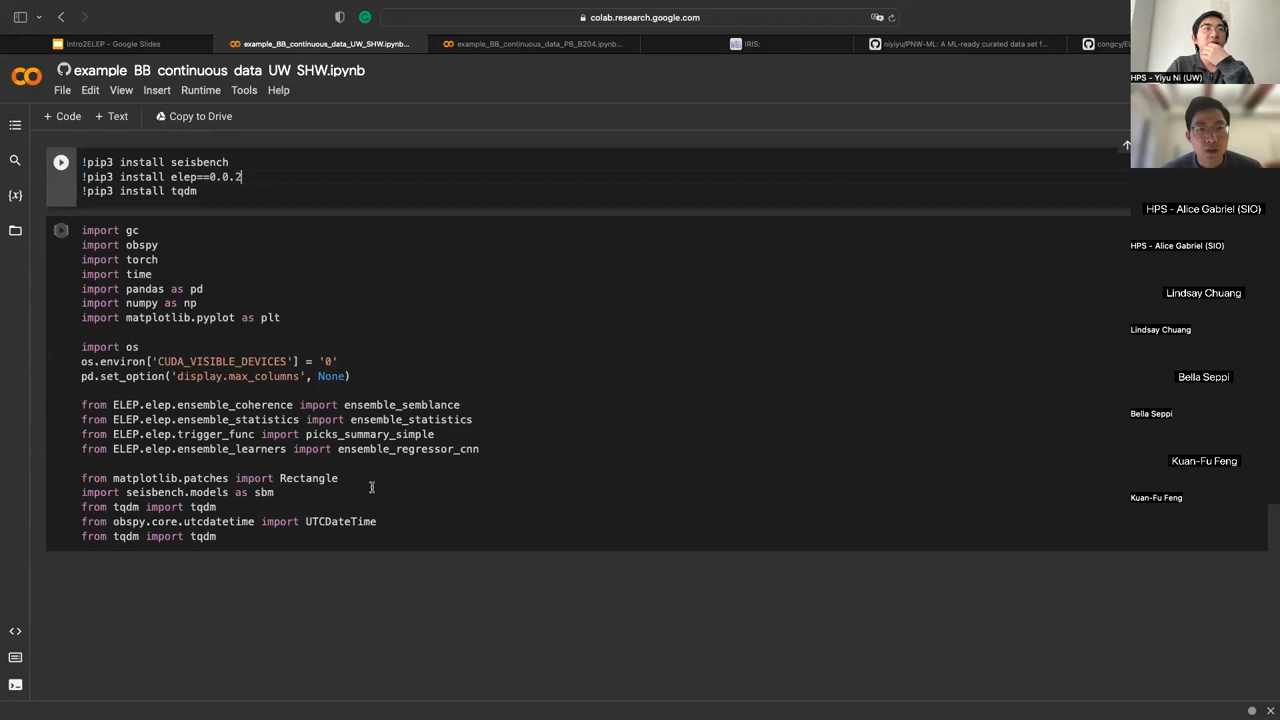 colab.research.google.com
Intro2ELEP - Google Slides
example_BB_continuous_data_UW_SHW.ipynb...
example_BB_continuous_data_PB_B204.ipynb...
IRIS:
niyiyu/PNW-ML: A ML-ready curated data set f...
congcy/EL
example BB continuous data UW SHW.ipynb
File Edit View Insert Runtime Tools Help
+ Code + Text Copy to Drive
!pip3 install seisbench
!pip3 install elep==0.0.2
!pip3 install tqdm
{x}
import gc
import obspy
import torch
import time
import pandas as pd
import numpy as np
import matplotlib.pyplot as plt
import os
os.environ['CUDA_VISIBLE_DEVICES'] = '0'
pd.set_option('display.max_columns', None)
from ELEP.elep.ensemble_coherence import ensemble_semblance
from ELEP.elep.ensemble_statistics import ensemble_statistics
from ELEP.elep.trigger_func import picks_summary_simple
from ELEP.elep.ensemble_learners import ensemble_regressor_cnn
from matplotlib.patches import Rectangle
import seisbench.models as sbm
from tqdm import tqdm
from obspy.core.utcdatetime import UTCDateTime
from tqdm import tqdm
HPS - Yiyu Ni (UW)
HPS - Alice Gabriel (SIO)
HPS - Alice Gabriel (SIO)
Lindsay Chuang
Lindsay Chuang
Bella Seppi
Bella Seppi
Kuan-Fu Feng
Kuan-Fu Feng